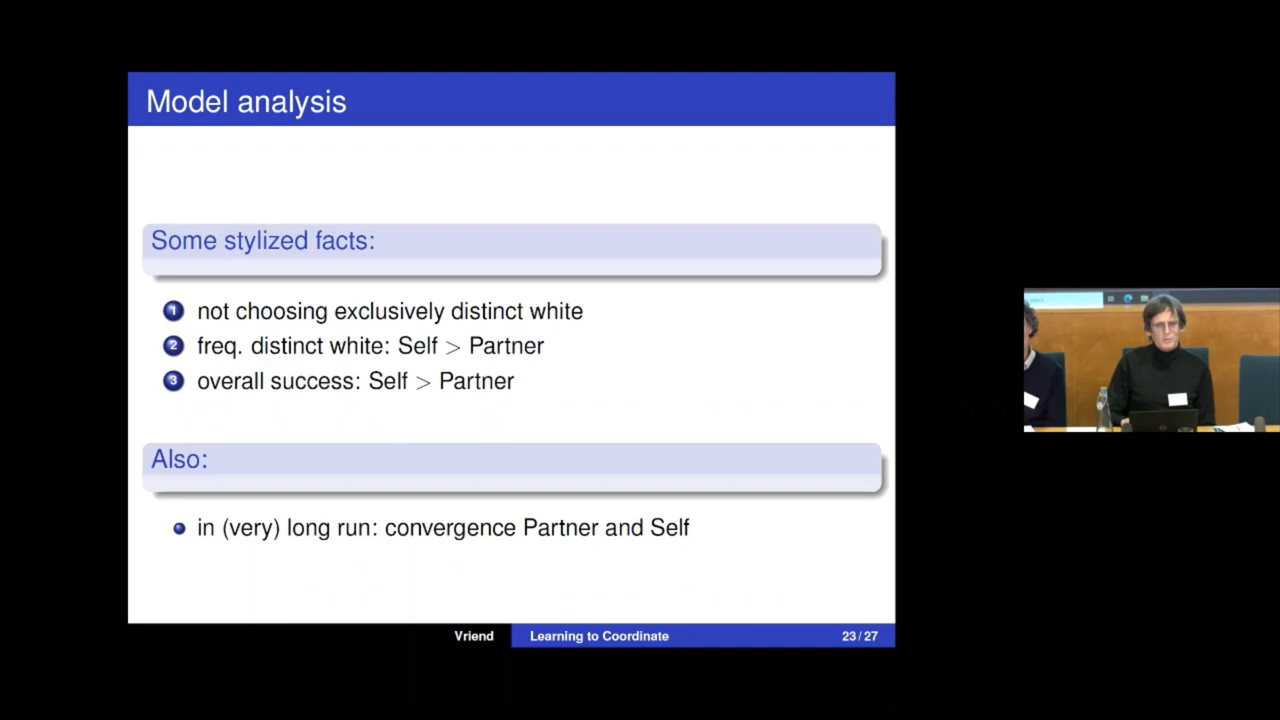 Model analysis
Some stylized facts:
1 not choosing exclusively distinct white
2 freq. distinct white: Self > Partner
3 overall success: Self > Partner
Also:
in (very) long run: convergence Partner and Self
Vriend Learning to Coordinate 23/27